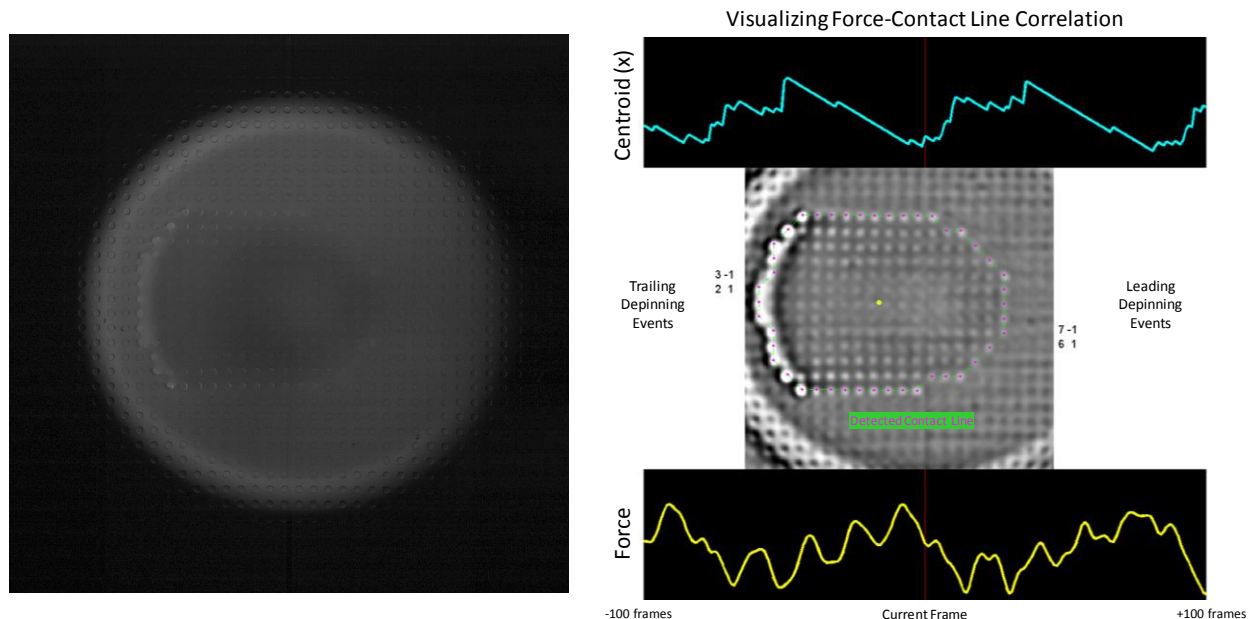 Visualizing Force-Contact Line Correlation
Centroid (x)
3 -1
2 1
Trailing
Depinning
Events
Leading
Depinning
Events
7 -1
6 1
Detected Contact Line
Force
-100 frames
Current Frame
+100 frames